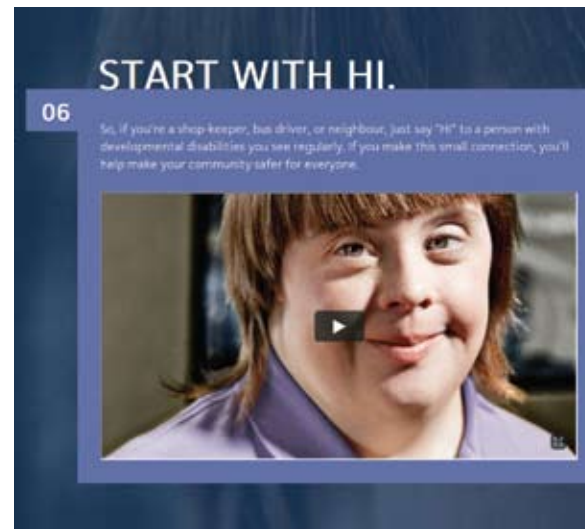 START WITH HI.
06
So, if you're a shop-keeper, bus driver, or neighbour, just say "Hi" to a person with
developmental disabilities you see regularly. If you make this small connection, you'll
help make your community safer for everyone.